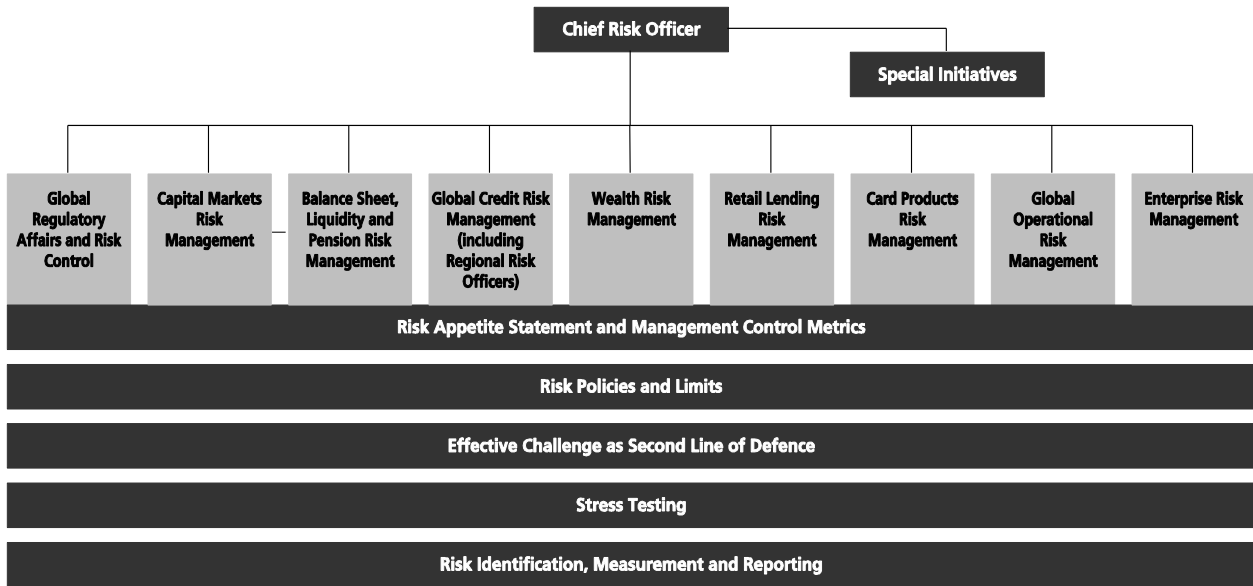 Chief Risk Officer
Special Initiatives
Global
Regulatory
Affairs and Risk
Control
Capital Markets
Risk
Management
Balance Sheet,
Liquidity and
Pension Risk
Management
Global Credit Risk
Management
(including
Regional Risk
Officers)
Wealth Risk
Management
Retail Lending
Risk
Management
Card Products
Risk
Management
Global
Operational
Risk
Management
Enterprise Risk
Management
Risk Appetite Statement and Management Control Metrics
Risk Policies and Limits
Effective Challenge as Second Line of Defence
Stress Testing
Risk Identification, Measurement and Reporting